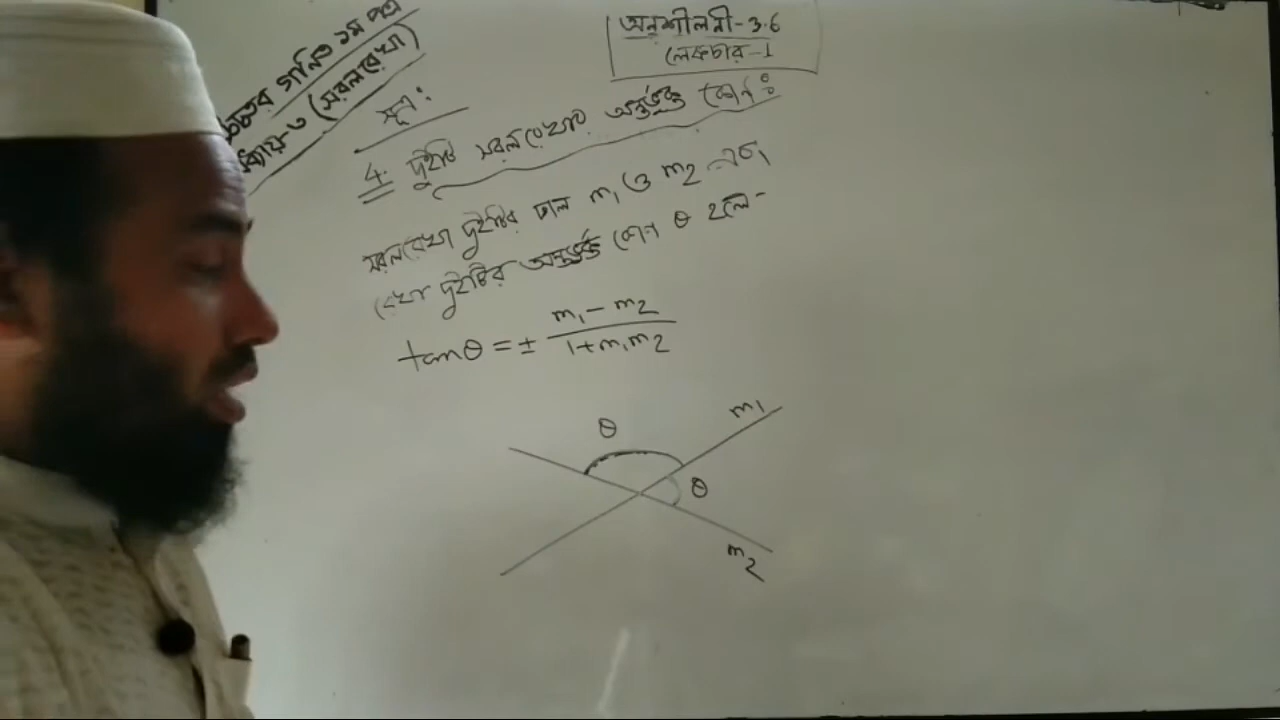 উচ্চতর গণিত ১ম পত্র
অধ্যায়-৩ (সরলরেখা)
অনুশীলনী-3.6
লেকচার-1
সূত্র:
4. দুইটি সরলরেখার অন্তর্ভুক্ত কোণ:
সরলরেখা দুইটির ঢাল m₁ ও m₂ এবং
রেখা দুইটির অন্তর্ভুক্ত কোণ θ হলে-
tanθ = ± (m₁ - m₂)/(1+m₁m₂)
m₁
θ
θ
m₂